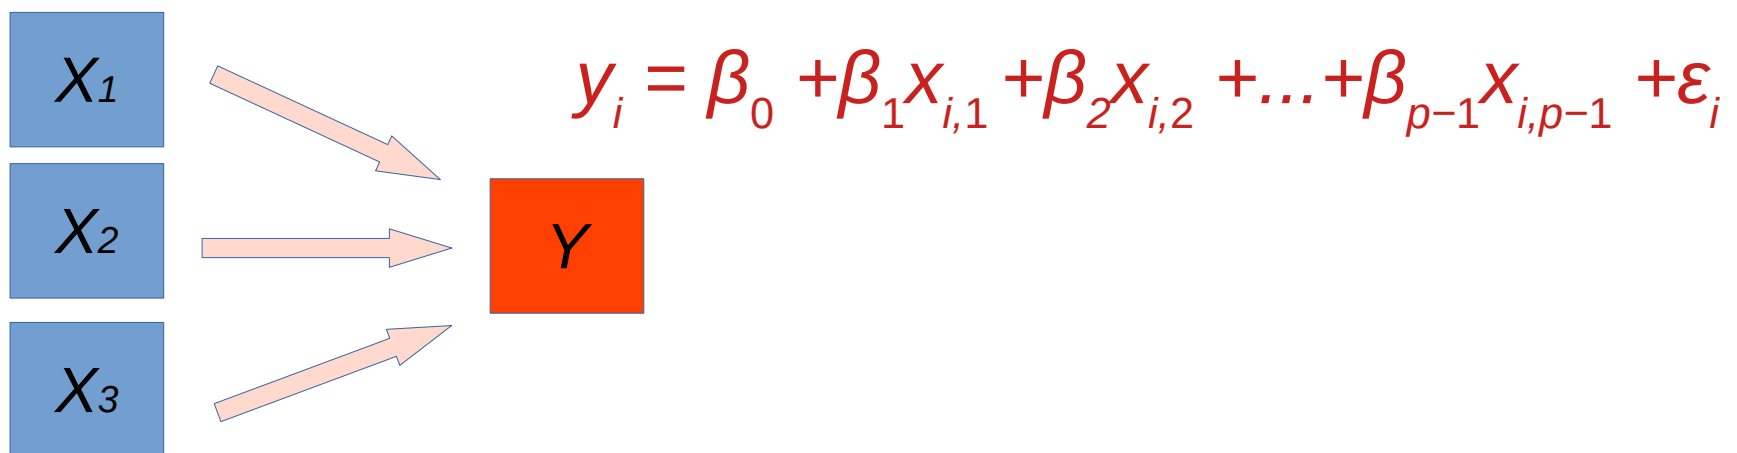 X1
yi = β0 +β1xi,1 +β2xi,2 +...+βp−1xi,p−1 +εi
X2
Y
X3